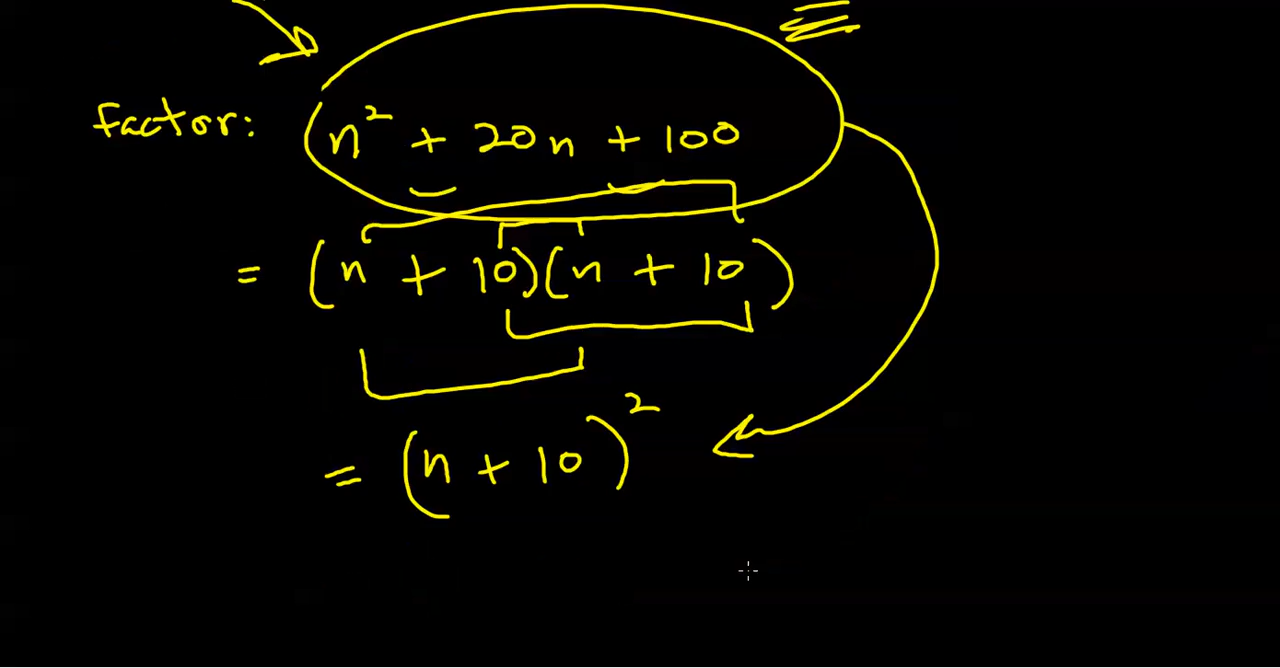 Factor: n² + 20n + 100
= (n + 10)(n + 10)
= (n + 10)²